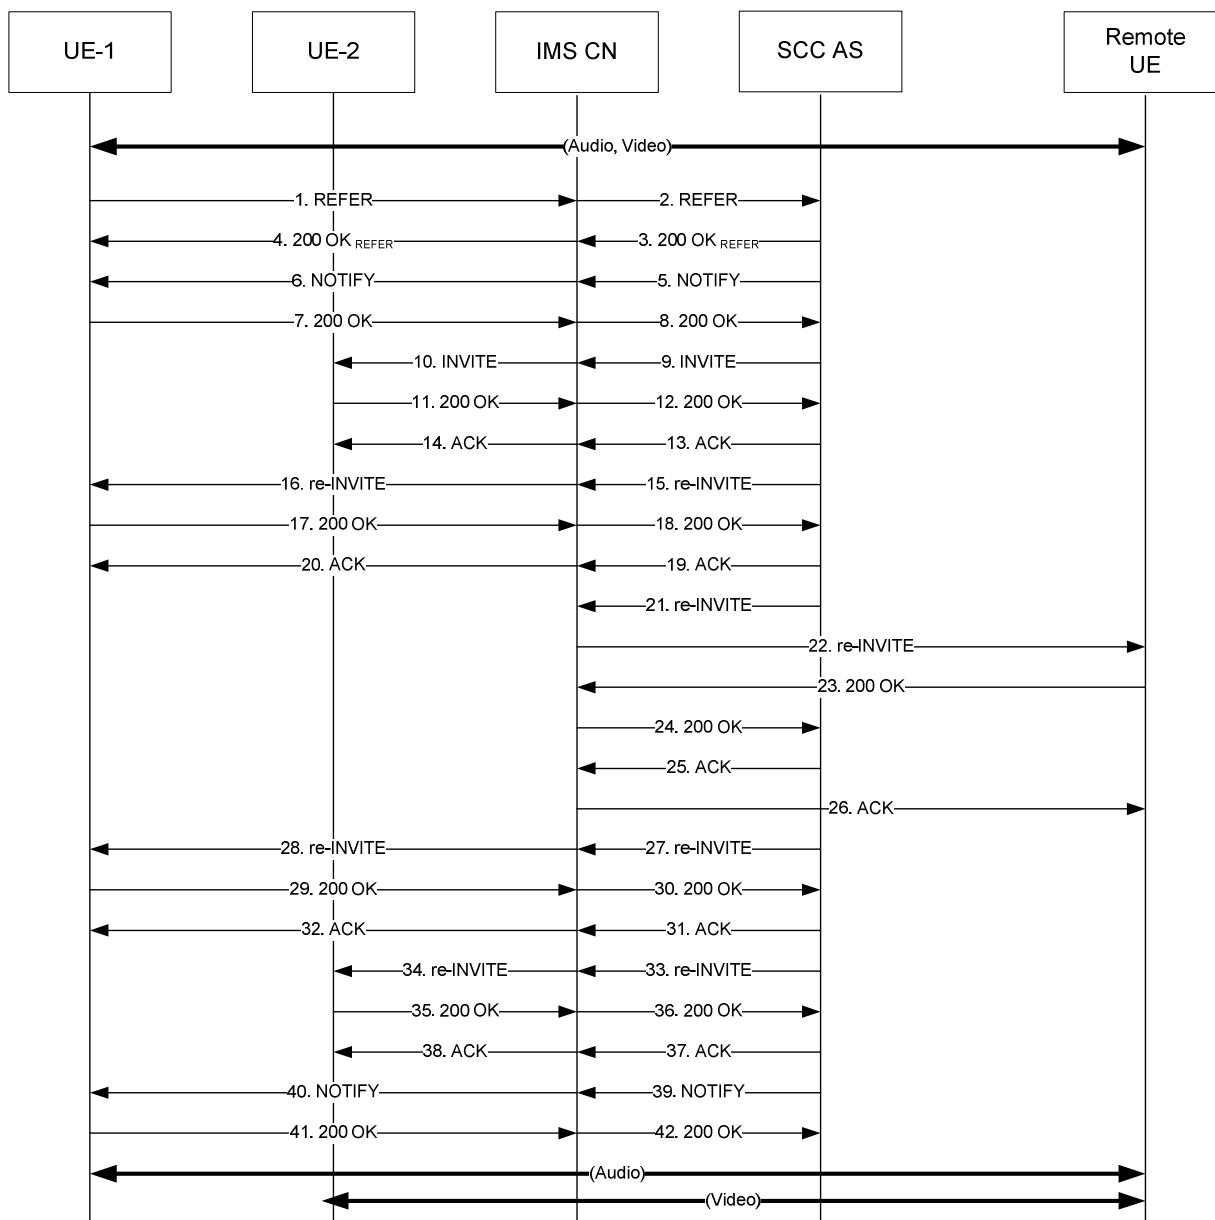 UE-1
UE-2
IMS CN
SCC AS
Remote
UE
(Audio, Video)
1. REFER
2. REFER
4. 200 OK REFER
3. 200 OK REFER
6. NOTIFY
5. NOTIFY
7. 200 OK
8. 200 OK
10. INVITE
9. INVITE
11. 200 OK
12. 200 OK
14. ACK
13. ACK
16. re-INVITE
15. re-INVITE
17. 200 OK
18. 200 OK
20. ACK
19. ACK
21. re-INVITE
22. re-INVITE
23. 200 OK
24. 200 OK
25. ACK
26. ACK
28. re-INVITE
27. re-INVITE
29. 200 OK
30. 200 OK
32. ACK
31. ACK
34. re-INVITE
33. re-INVITE
35. 200 OK
36. 200 OK
38. ACK
37. ACK
40. NOTIFY
39. NOTIFY
41. 200 OK
42. 200 OK
(Audio)
(Video)